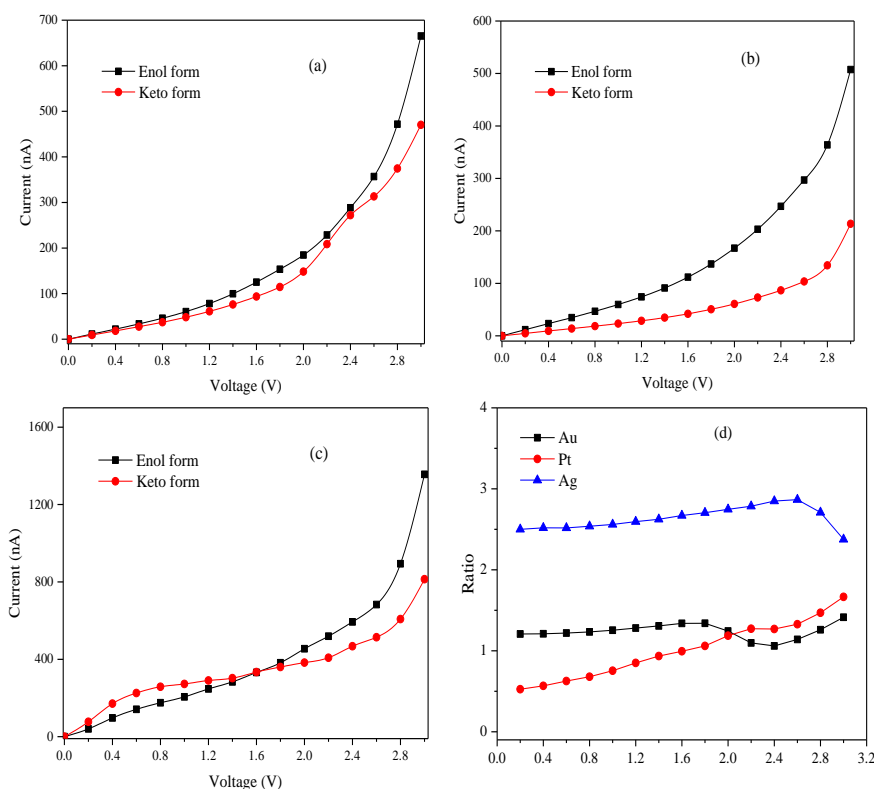 700
600
500
400
300
200
100
0
Current (nA)
(a)
Enol form
Keto form
0.0 0.4 0.8 1.2 1.6 2.0 2.4 2.8
Voltage (V)
600
500
400
300
200
100
0
Current (nA)
(b)
Enol form
Keto form
0.0 0.4 0.8 1.2 1.6 2.0 2.4 2.8
Voltage (V)
1600
1200
800
400
0
Current (nA)
(c)
Enol form
Keto form
0.0 0.4 0.8 1.2 1.6 2.0 2.4 2.8
Voltage (V)
4
3
2
1
0
Ratio
(d)
Au
Pt
Ag
0.0 0.4 0.8 1.2 1.6 2.0 2.4 2.8 3.2